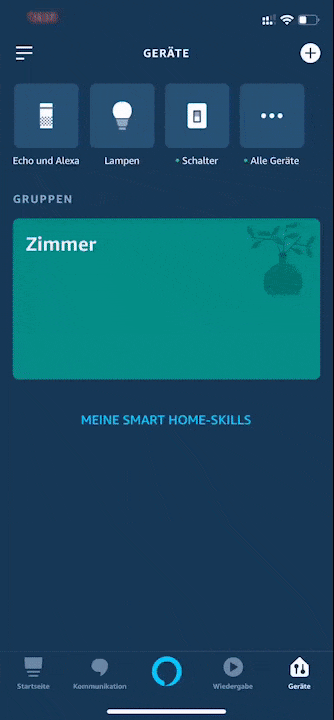 GERÄTE
Echo und Alexa
Lampen
Schalter
Alle Geräte
GRUPPEN
Zimmer
MEINE SMART HOME-SKILLS
Startseite
Kommunikation
Wiedergabe
Geräte